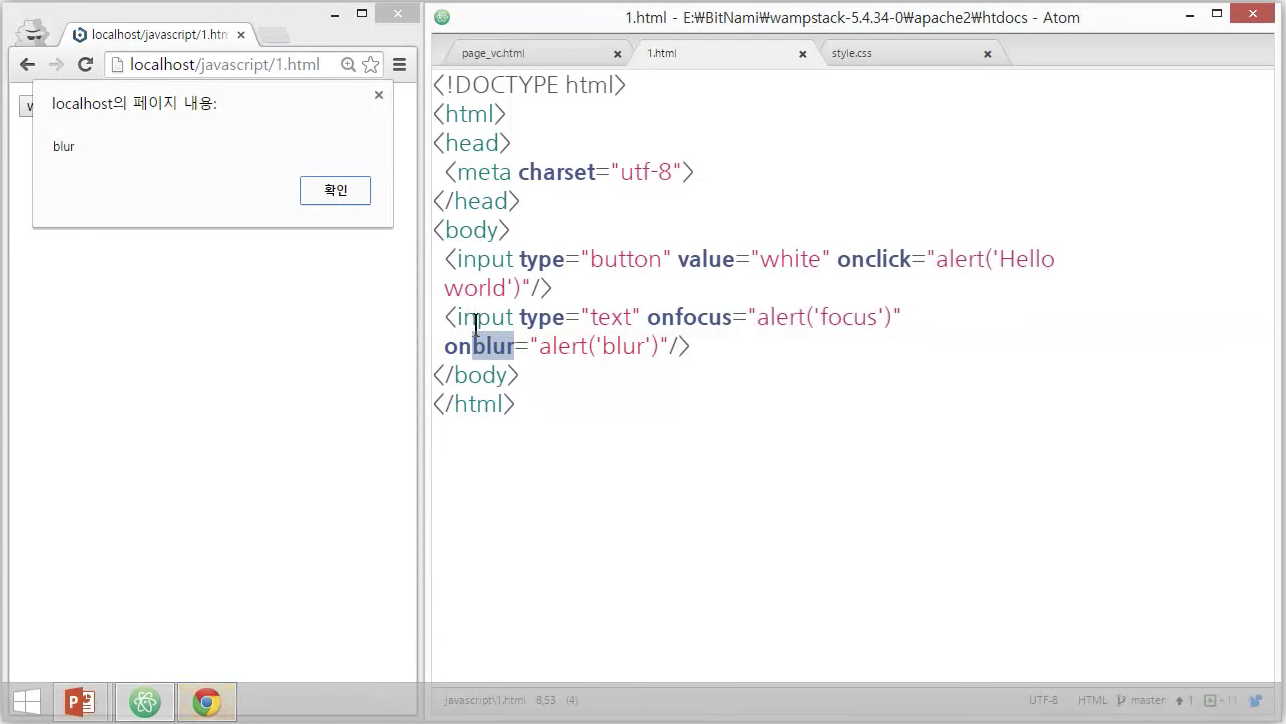 localhost/javascript/1.htm
localhost/javascript/1.html
localhost의 페이지 내용:
blur
확인
1.html - E:₩BitNami₩wampstack-5.4.34-0₩apache2₩htdocs - Atom
page_vc.html
1.html
style.css
<!DOCTYPE html>
<html>
<head>
<meta charset="utf-8">
</head>
<body>
<input type="button" value="white" onclick="alert('Hello
world')"/>
<input type="text" onfocus="alert('focus')"
onblur="alert('blur')"/>
</body>
</html>
javascript\1.html 8,53 (4)
UTF-8 HTML master 1 +11